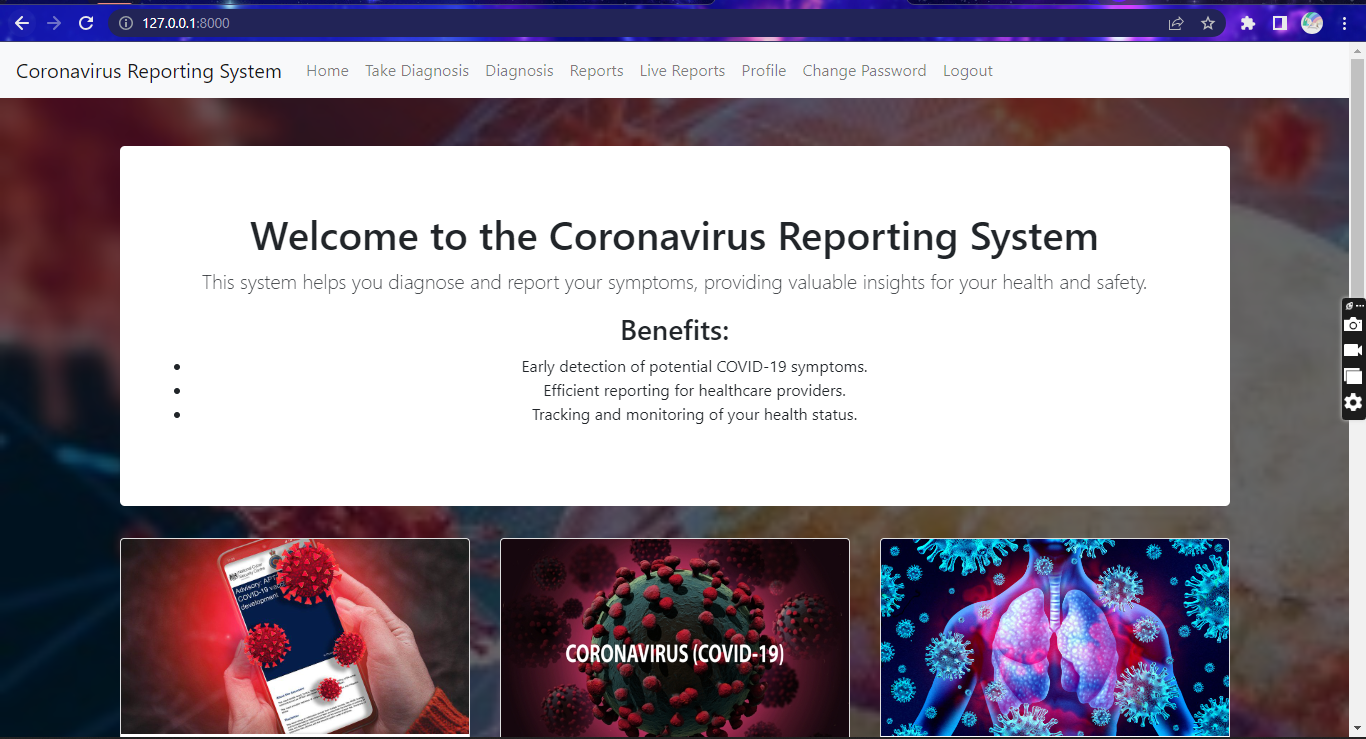 127.0.0.1:8000
Coronavirus Reporting System Home Take Diagnosis Diagnosis Reports Live Reports Profile Change Password Logout
Welcome to the Coronavirus Reporting System
This system helps you diagnose and report your symptoms, providing valuable insights for your health and safety.
Benefits:
Early detection of potential COVID-19 symptoms.
Efficient reporting for healthcare providers.
Tracking and monitoring of your health status.
National Cyber
Security Centre
Advisory: APT
COVID-19
development
CORONAVIRUS (COVID-19)